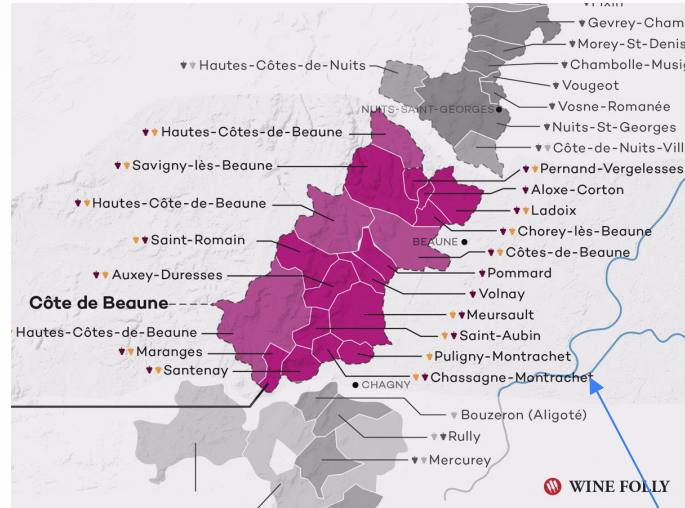 Gevrey-Cham
Morey-St-Denis
Hautes-Côtes-de-Nuits
Chambolle-Musig
Vougeot
NUITS-SAINT-GEORGES
Vosne-Romanée
Hautes-Côtes-de-Beaune
Nuits-St-Georges
Côte-de-Nuits-Vill
Savigny-lès-Beaune
Pernand-Vergelesses
Aloxe-Corton
Hautes-Côte-de-Beaune
Ladoix
Chorey-lès-Beaune
Saint-Romain
BEAUNE
Côtes-de-Beaune
Auxey-Duresses
Pommard
Volnay
Côte de Beaune
Meursault
Hautes-Côtes-de-Beaune
Saint-Aubin
Maranges
Puligny-Montrachet
Santenay
Chassagne-Montrachet
CHAGNY
Bouzeron (Aligoté)
Rully
Mercurey
WINE FOLLY